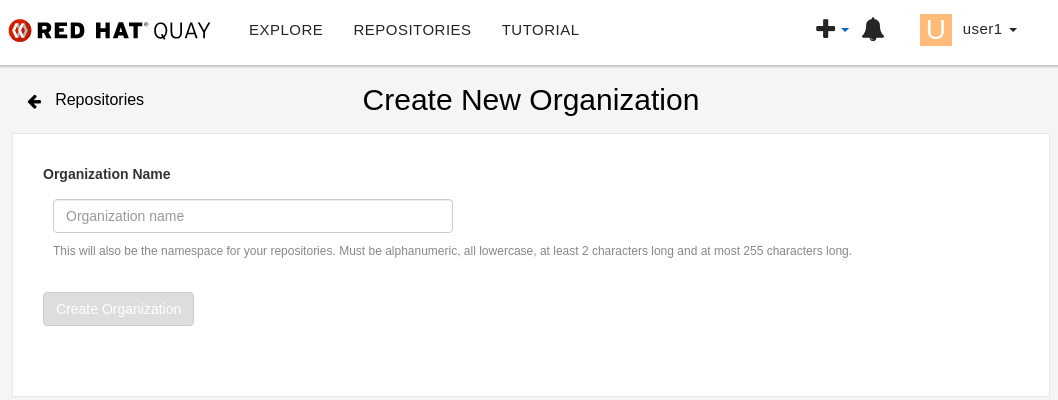 RED HAT® QUAY EXPLORE REPOSITORIES TUTORIAL U user1
Repositories Create New Organization
Organization Name
Organization name
This will also be the namespace for your repositories. Must be alphanumeric, all lowercase, at least 2 characters long and at most 255 characters long.
Create Organization